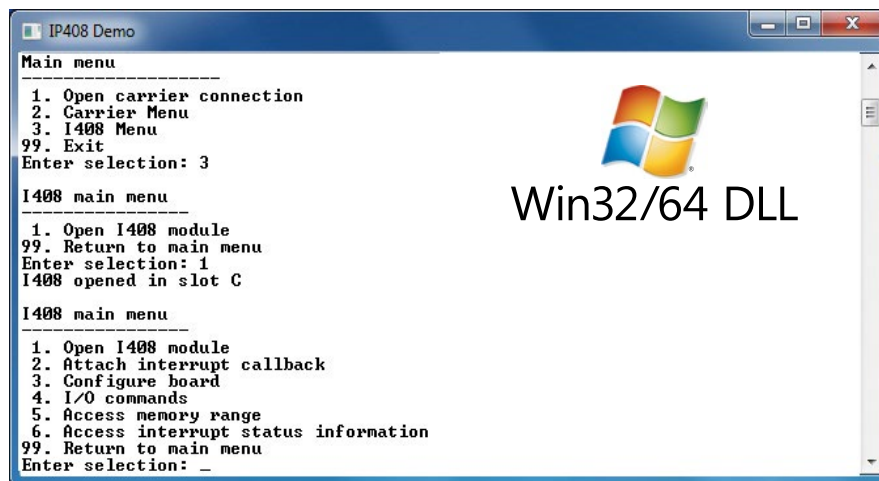 IP408 Demo
Main menu
-------------------
1. Open carrier connection
2. Carrier Menu
3. I408 Menu
99. Exit
Enter selection: 3
I408 main menu
----------------
1. Open I408 module
99. Return to main menu
Enter selection: 1
I408 opened in slot C
I408 main menu
----------------
1. Open I408 module
2. Attach interrupt callback
3. Configure board
4. I/O commands
5. Access memory range
6. Access interrupt status information
99. Return to main menu
Enter selection: _
Win32/64 DLL